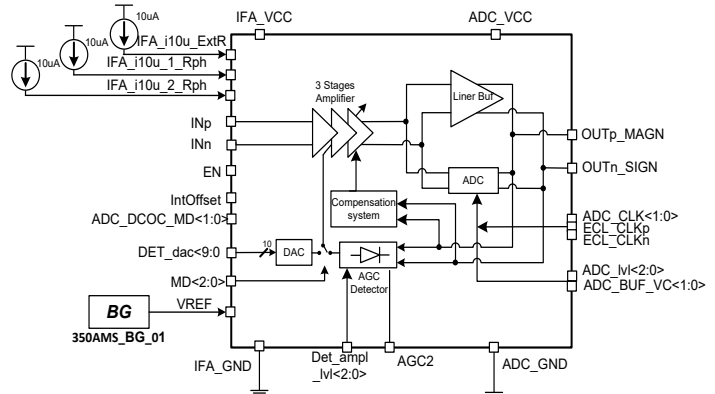 IFA_VCC
ADC_VCC
10uA
IFA_i10u_ExtR
10uA
IFA_i10u_1_Rph
10uA
IFA_i10u_2_Rph
3 Stages
Amplifier
Liner Buf
INp
INn
OUTp_MAGN
OUTn_SIGN
EN
ADC
IntOffset
Compensation
system
ADC_DCOC_MD<1:0>
ADC_CLK<1:0>
ECL_CLKp
ECL_CLKn
DET_dac<9:0>
10
DAC
AGC
Detector
MD<2:0>
ADC_lvl<2:0>
ADC_BUF_VC<1:0>
BG
VREF
350AMS_BG_01
IFA_GND
Det_ampl
_lvl<2:0>
AGC2
ADC_GND